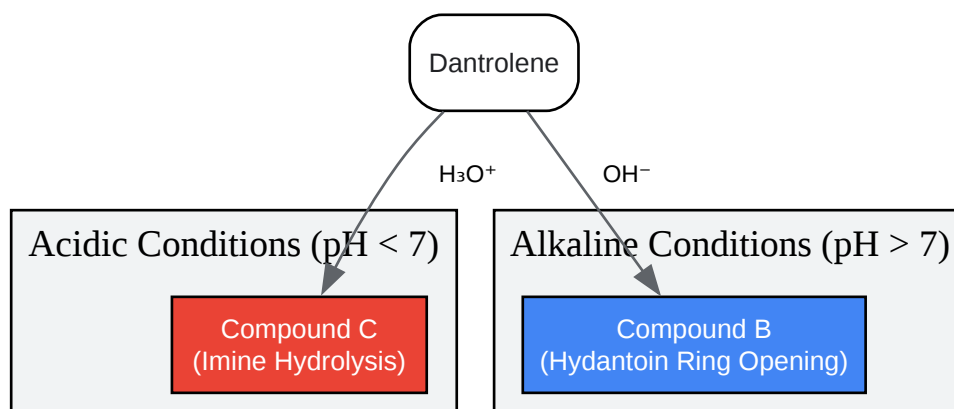 Dantrolene
H₃O⁺
OH⁻
Acidic Conditions (pH < 7)
Alkaline Conditions (pH > 7)
Compound C
(Imine Hydrolysis)
Compound B
(Hydantoin Ring Opening)